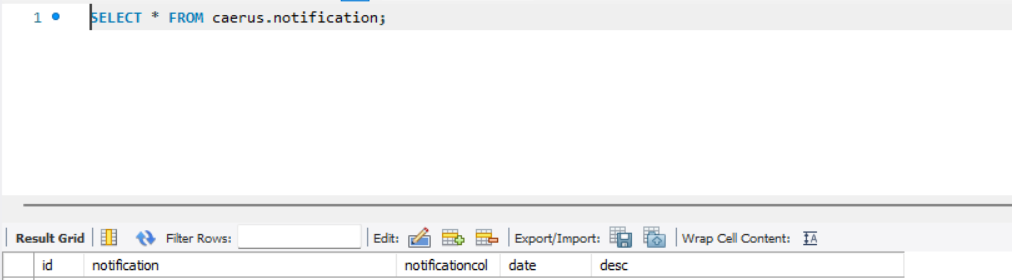 1 SELECT * FROM caerus.notification;
Result Grid Filter Rows: Edit: Export/Import: Wrap Cell Content: IA
id notification notificationcol date desc